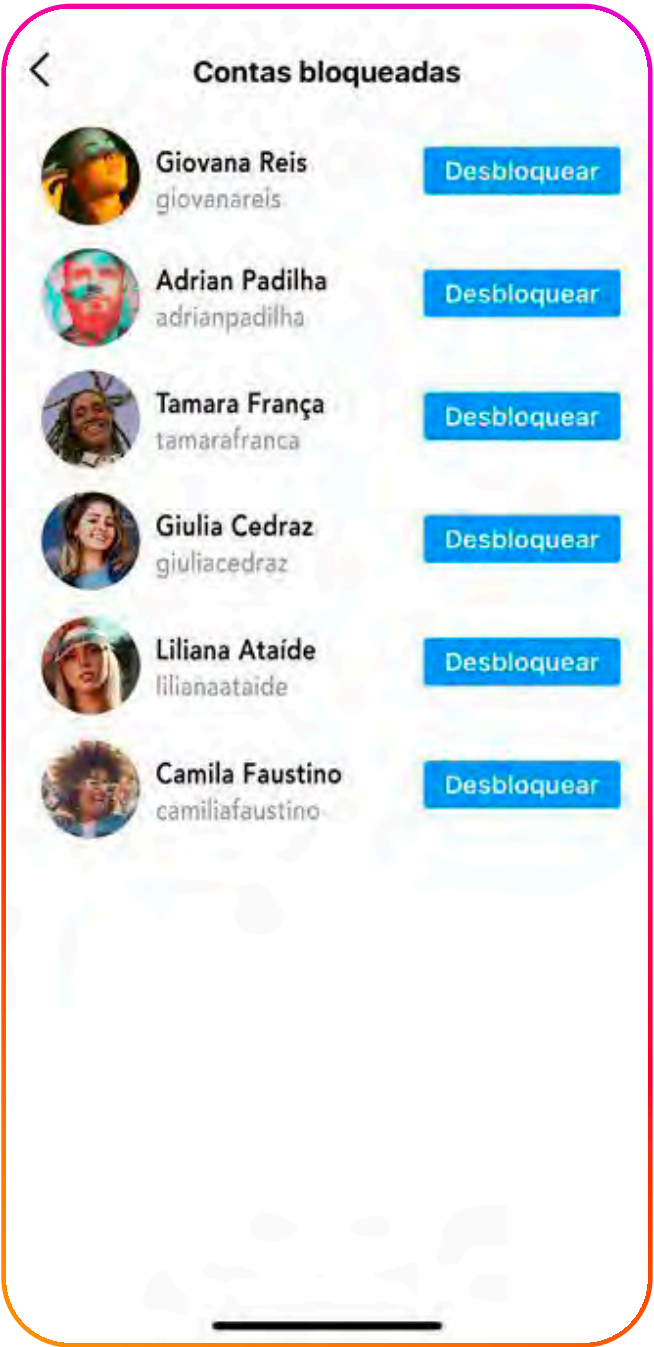 Contas bloqueadas
Giovana Reis
giovanareis
Desbloquear
Adrian Padilha
adrianpadilha
Desbloquear
Tamara França
tamarafranca
Desbloquear
Giulia Cedraz
giuliacedraz
Desbloquear
Liliana Ataíde
lilianaataide
Desbloquear
Camila Faustino
camiliafaustino
Desbloquear